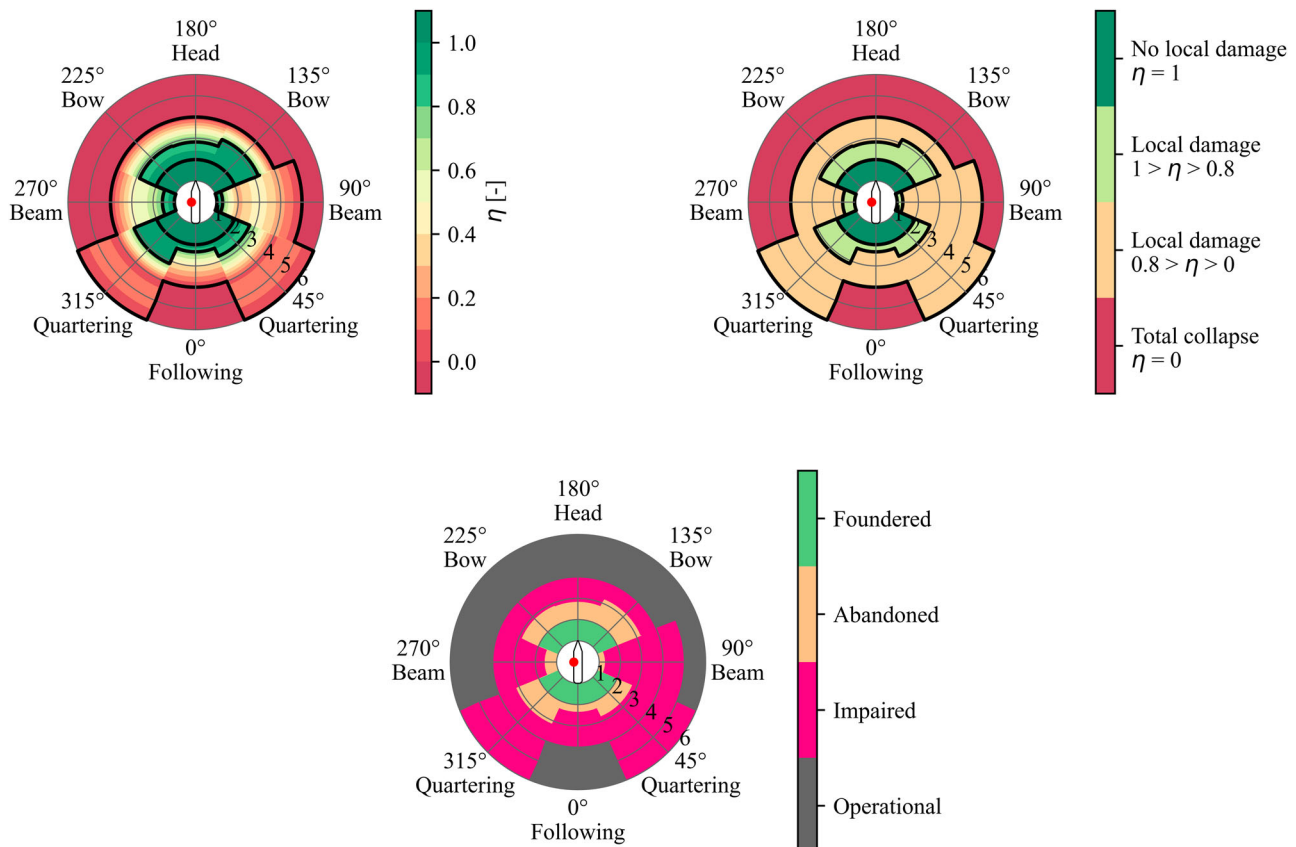 180°
Head
225°
Bow
135°
Bow
270°
Beam
90°
Beam
1
2
3
4
5
6
315°
Quartering
45°
Quartering
0°
Following
1.0
0.8
0.6
0.4
0.2
0.0
η [-]
180°
Head
225°
Bow
135°
Bow
270°
Beam
90°
Beam
1
2
3
4
5
6
315°
Quartering
45°
Quartering
0°
Following
No local damage
η = 1
Local damage
1 > η > 0.8
Local damage
0.8 > η > 0
Total collapse
η = 0
180°
Head
225°
Bow
135°
Bow
270°
Beam
90°
Beam
1
2
3
4
5
6
315°
Quartering
45°
Quartering
0°
Following
Foundered
Abandoned
Impaired
Operational